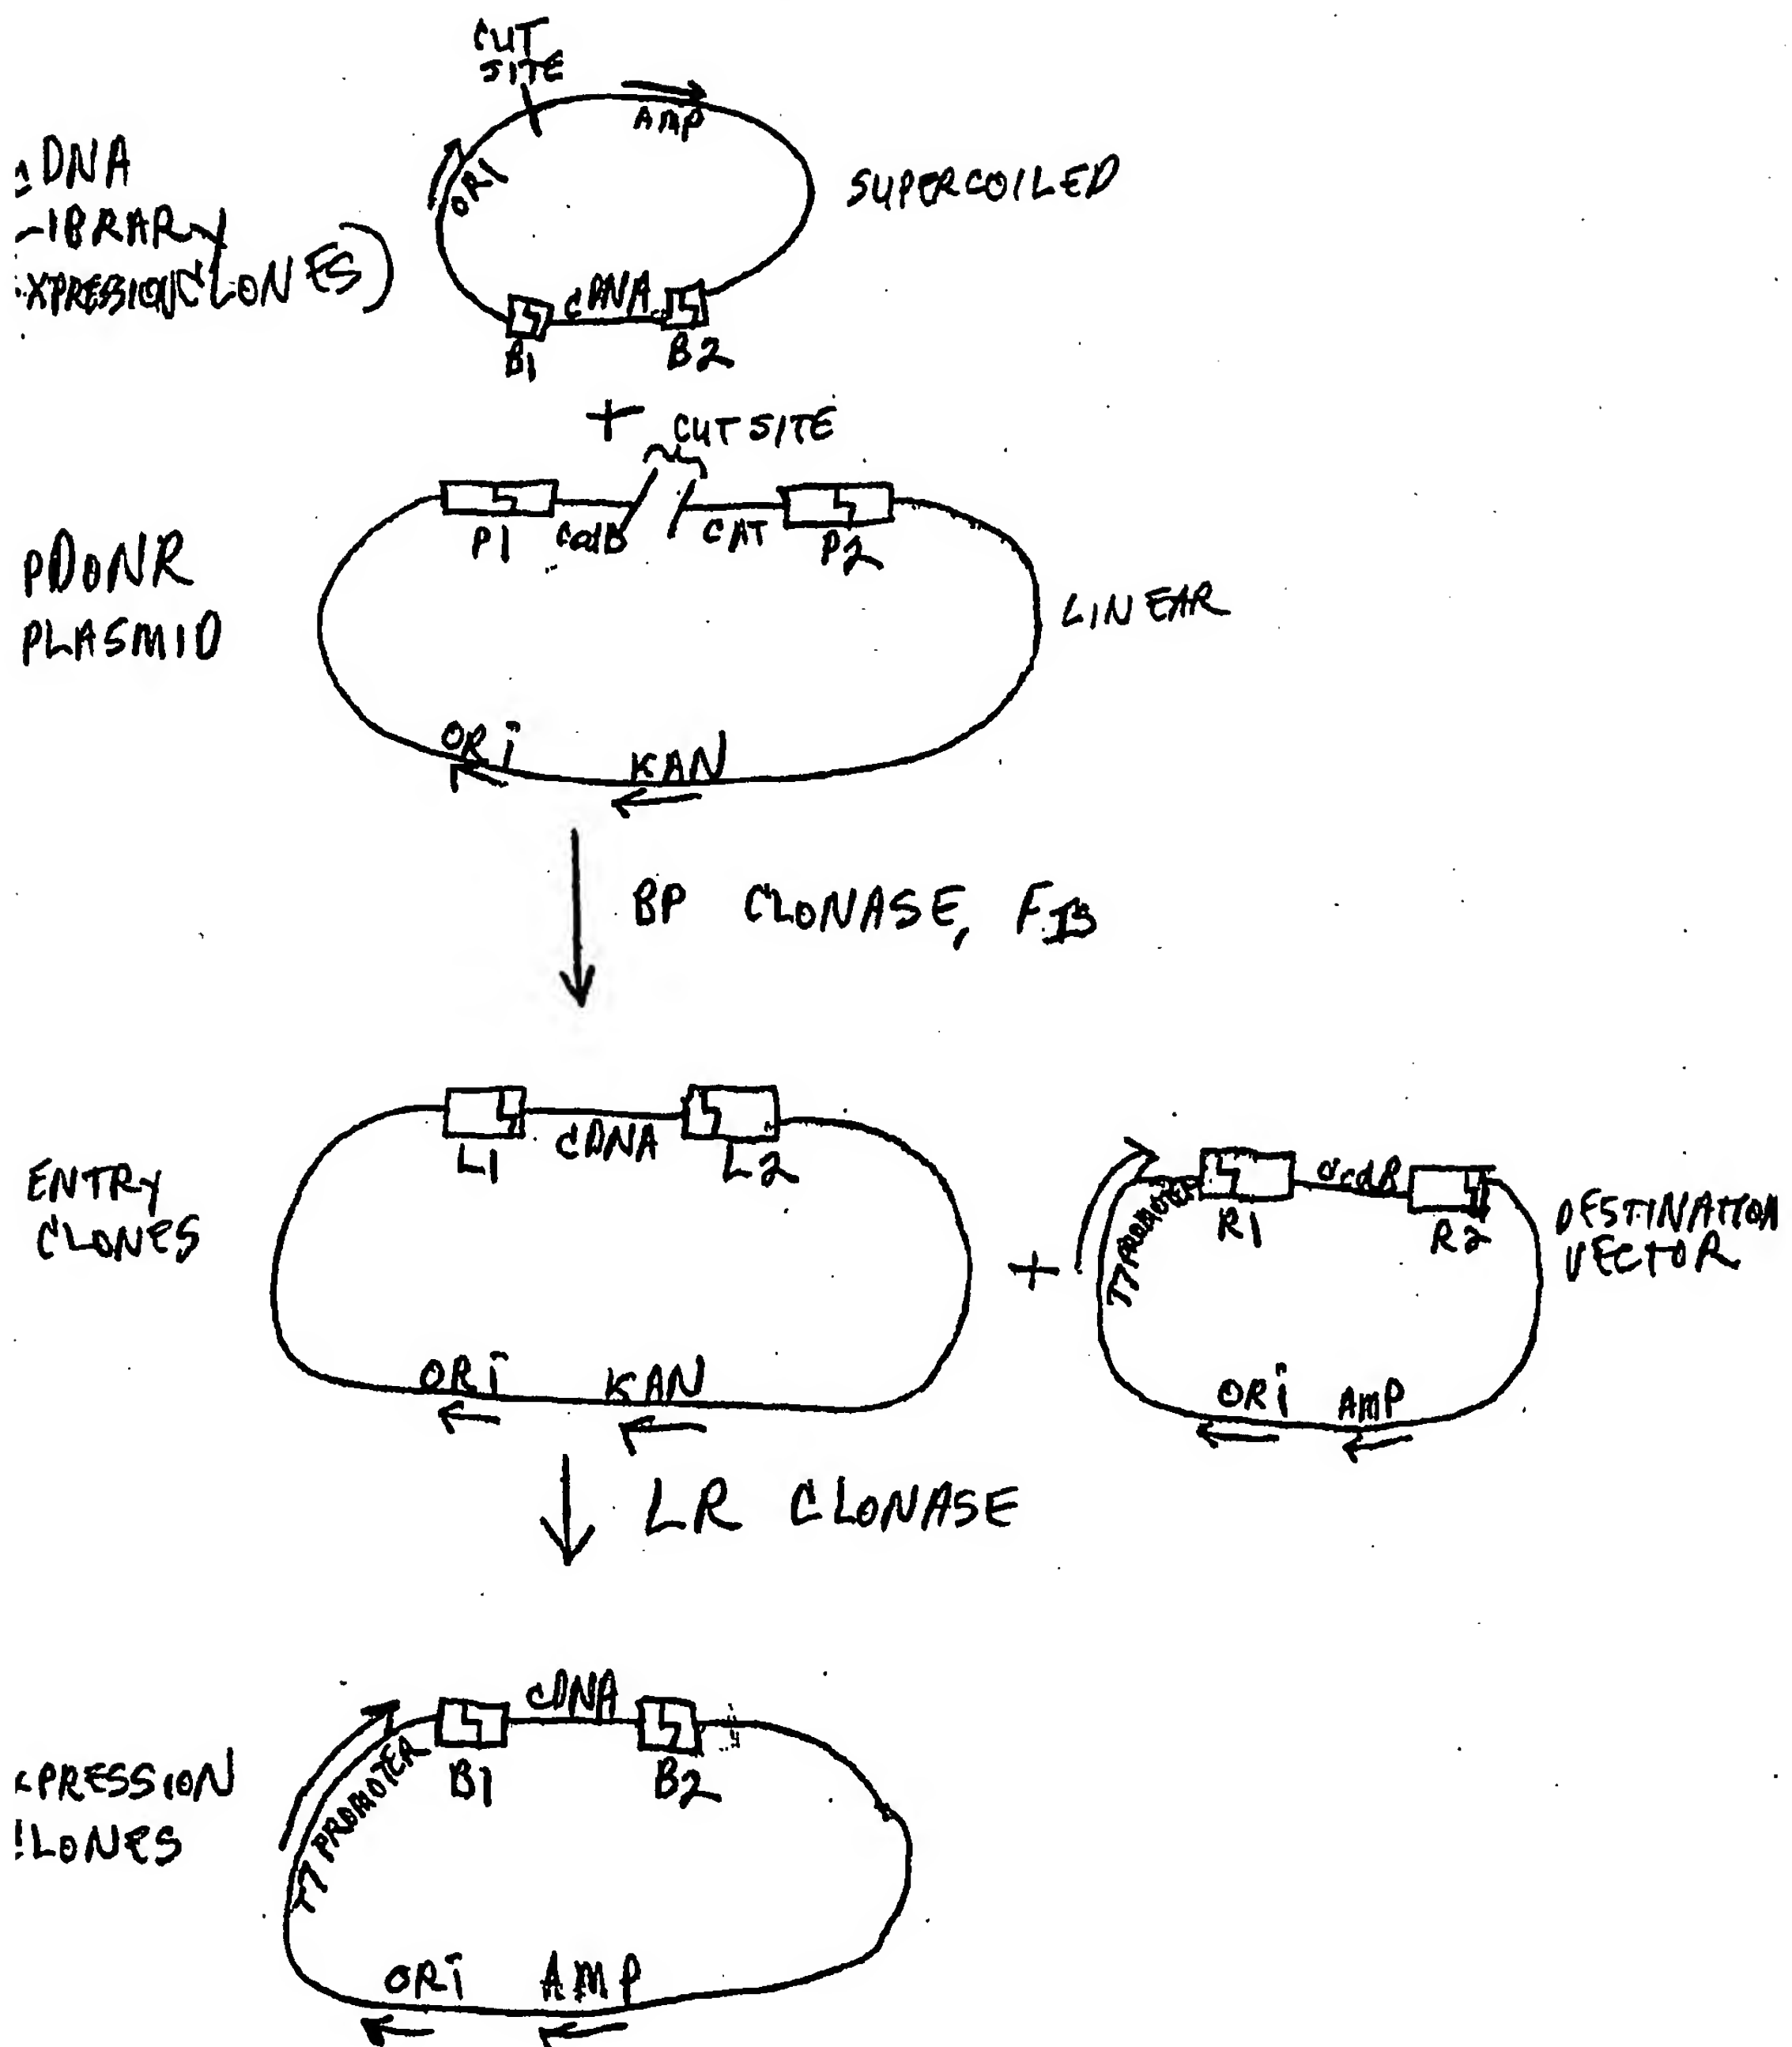 CUT
SITE
AMP
ORI
DNA
LIBRARY
XPRESSION CLONES)
SUPERCOILED
cDNA
B1
B2
+
CUT SITE
P1
ccdB
CAT
P2
pDONR
PLASMID
LINEAR
ORi
KAN
BP CLONASE, FIS
L1
cDNA
L2
ENTRY
CLONES
ORi
KAN
+
T7 PROMOTER
R1
ccdB
R2
DESTINATION
VECTOR
ORi
AMP
LR CLONASE
cDNA
B1
B2
T7 PROMOTER
PRESSION
LONES
ORi
AMP